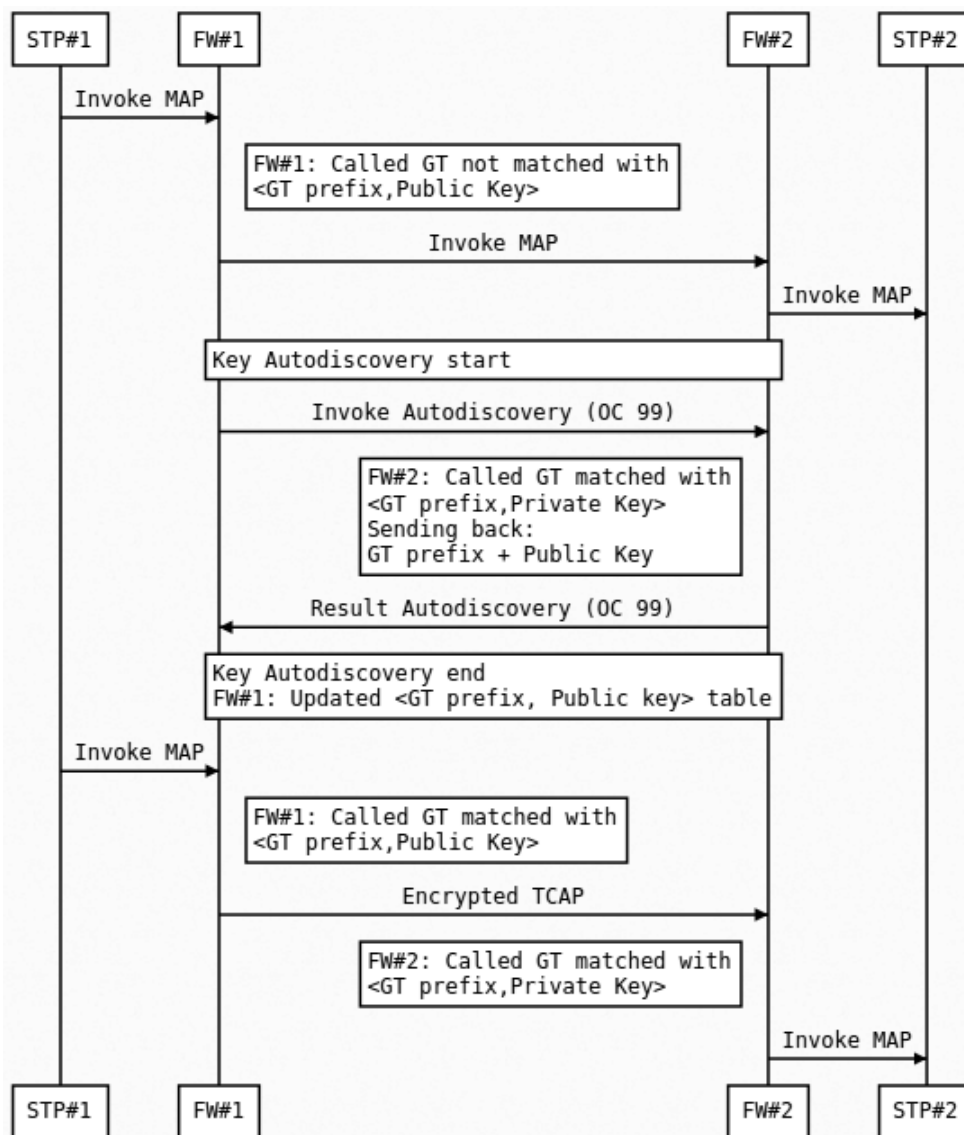 STP#1 FW#1 FW#2 STP#2
Invoke MAP
FW#1: Called GT not matched with
<GT prefix,Public Key>
Invoke MAP
Invoke MAP
Key Autodiscovery start
Invoke Autodiscovery (OC 99)
FW#2: Called GT matched with
<GT prefix,Private Key>
Sending back:
GT prefix + Public Key
Result Autodiscovery (OC 99)
Key Autodiscovery end
FW#1: Updated <GT prefix, Public key> table
Invoke MAP
FW#1: Called GT matched with
<GT prefix,Public Key>
Encrypted TCAP
FW#2: Called GT matched with
<GT prefix,Private Key>
Invoke MAP
STP#1 FW#1 FW#2 STP#2